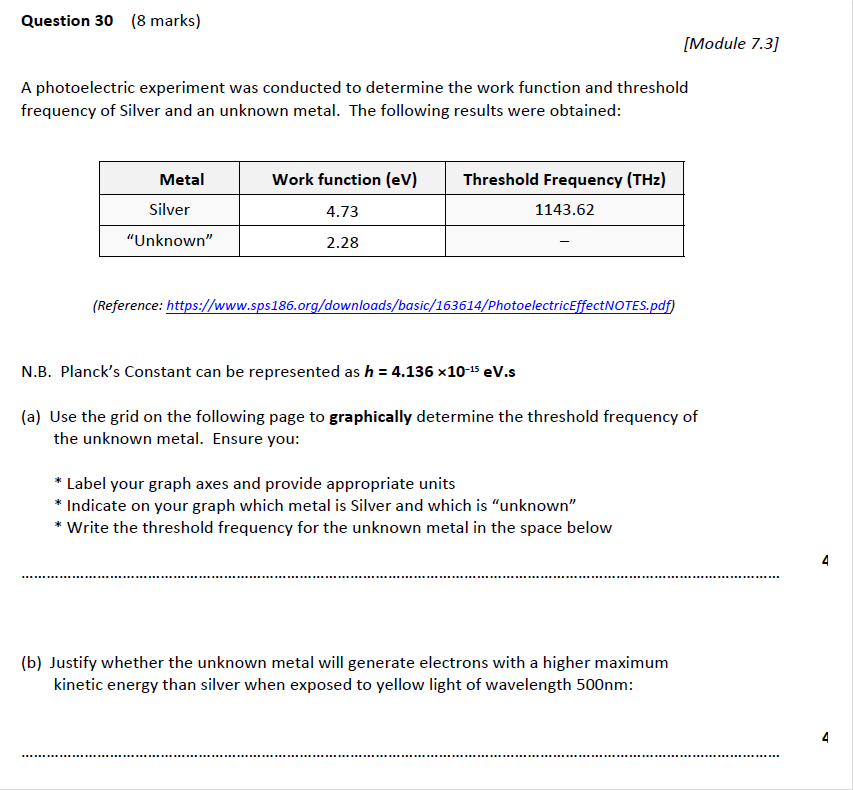 Question 30 (8 marks)
[Module 7.3]
A photoelectric experiment was conducted to determine the work function and threshold
frequency of Silver and an unknown metal. The following results were obtained:
Metal Work function (eV) Threshold Frequency (THz)
Silver 4.73 1143.62
"Unknown" 2.28 –
(Reference: https://www.sps186.org/downloads/basic/163614/PhotoelectricEffectNOTES.pdf)
N.B. Planck's Constant can be represented as h = 4.136 ×10⁻¹⁵ eV.s
(a) Use the grid on the following page to graphically determine the threshold frequency of
the unknown metal. Ensure you:
* Label your graph axes and provide appropriate units
* Indicate on your graph which metal is Silver and which is "unknown"
* Write the threshold frequency for the unknown metal in the space below
4
(b) Justify whether the unknown metal will generate electrons with a higher maximum
kinetic energy than silver when exposed to yellow light of wavelength 500nm:
4